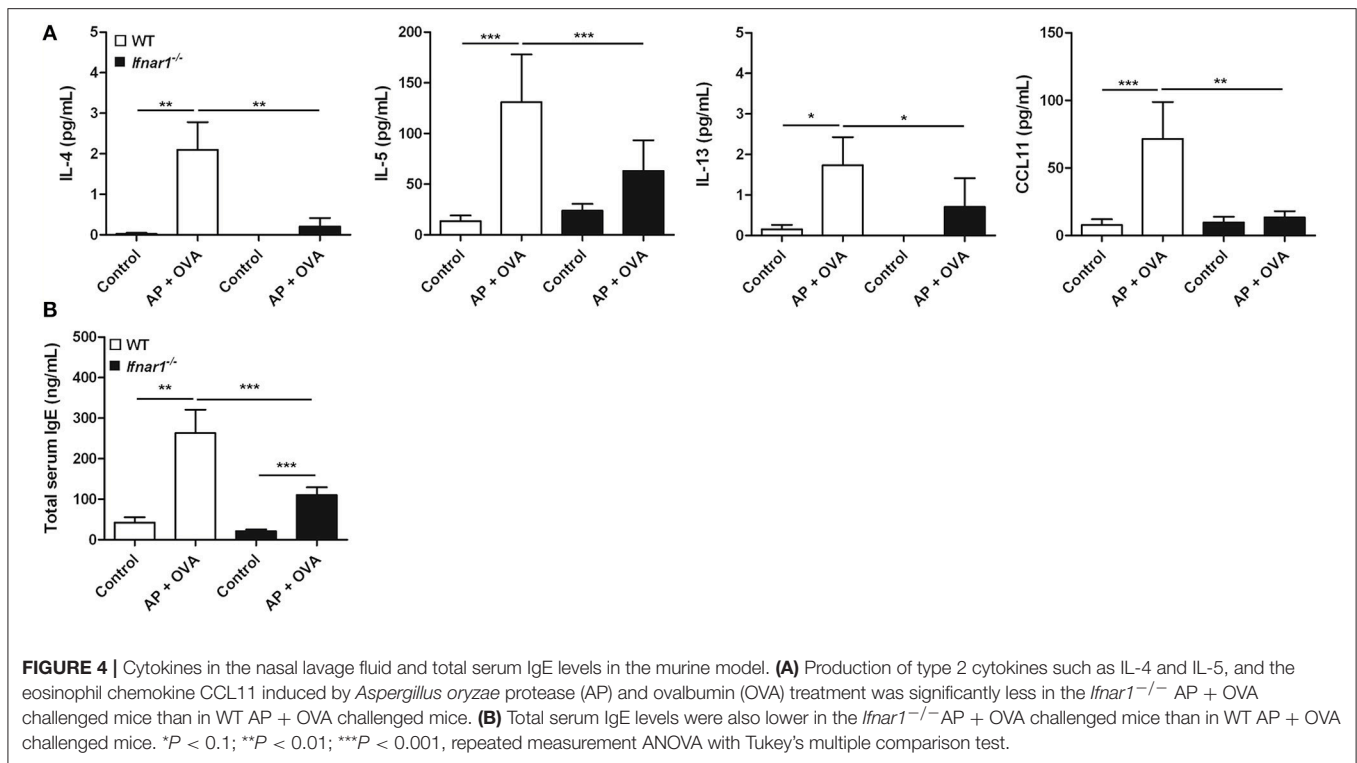 A
WT
Ifnar1-/-
IL-4 (pg/mL)
5
4
3
2
1
0
**
**
Control
AP + OVA
Control
AP + OVA
IL-5 (pg/mL)
200
150
100
50
0
***
***
Control
AP + OVA
Control
AP + OVA
IL-13 (pg/mL)
5
4
3
2
1
0
*
*
Control
AP + OVA
Control
AP + OVA
CCL11 (pg/mL)
150
100
50
0
***
**
Control
AP + OVA
Control
AP + OVA
B
WT
Ifnar1-/-
Total serum IgE (ng/mL)
500
400
300
200
100
0
**
***
***
Control
AP + OVA
Control
AP + OVA
FIGURE 4 | Cytokines in the nasal lavage fluid and total serum IgE levels in the murine model. (A) Production of type 2 cytokines such as IL-4 and IL-5, and the
eosinophil chemokine CCL11 induced by Aspergillus oryzae protease (AP) and ovalbumin (OVA) treatment was significantly less in the Ifnar1−/− AP + OVA
challenged mice than in WT AP + OVA challenged mice. (B) Total serum IgE levels were also lower in the Ifnar1−/−AP + OVA challenged mice than in WT AP + OVA
challenged mice. *P < 0.1; **P < 0.01; ***P < 0.001, repeated measurement ANOVA with Tukey's multiple comparison test.